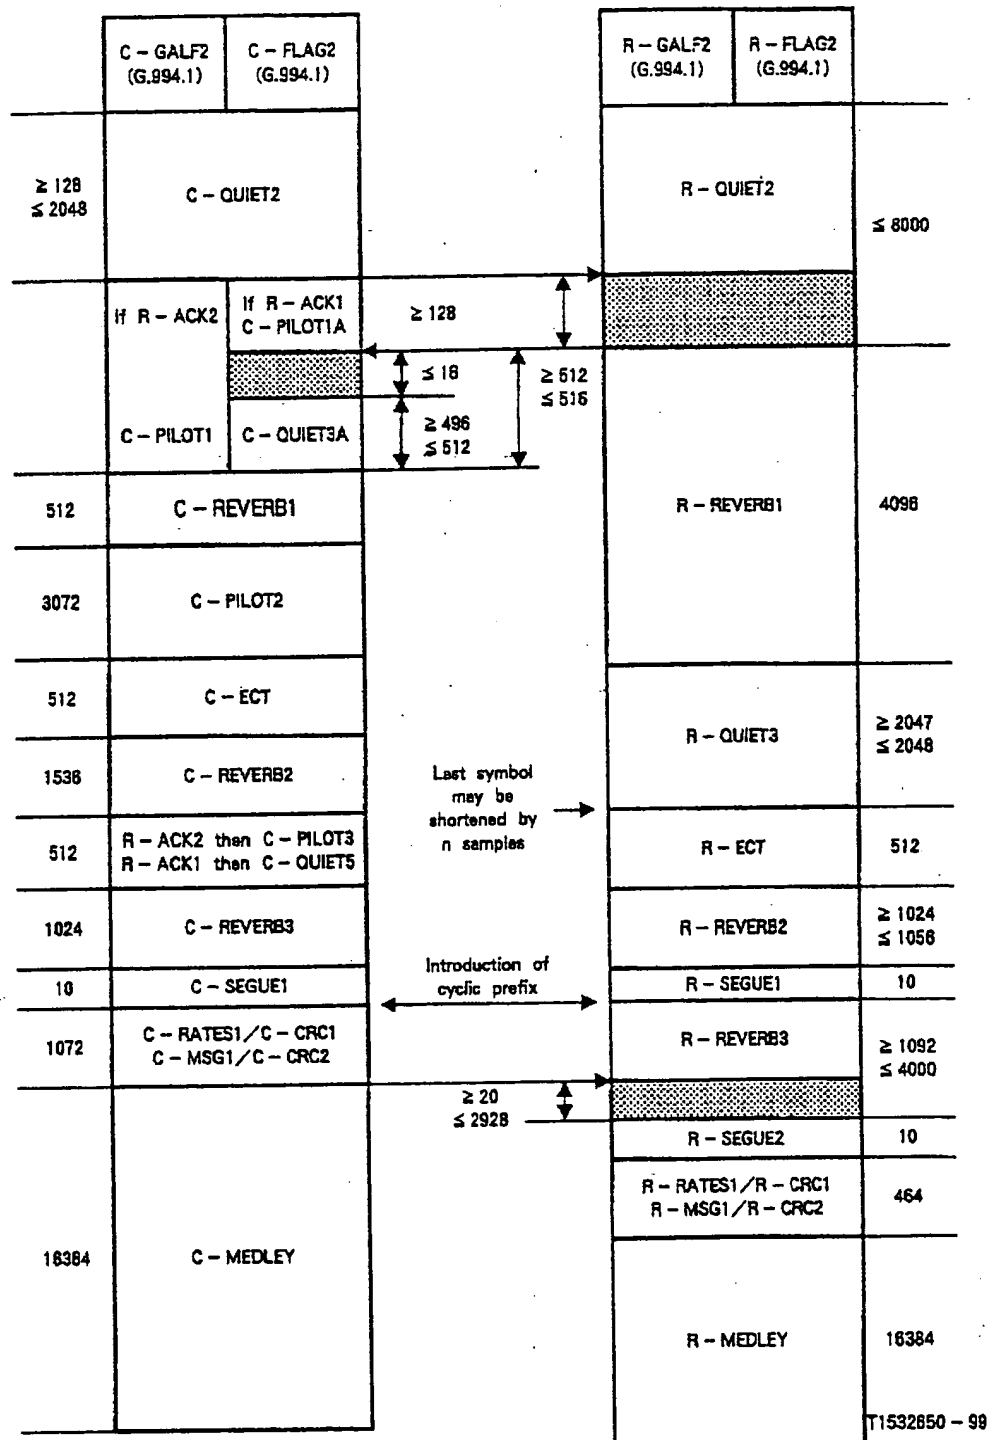 C – GALF2
(G.994.1)
C – FLAG2
(G.994.1)
R – GALF2
(G.994.1)
R – FLAG2
(G.994.1)
≥ 128
≤ 2048
C – QUIET2
R – QUIET2
≤ 8000
If R – ACK2
If R – ACK1
C – PILOT1A
≥ 128
≤ 16
≥ 512
≤ 516
C – PILOT1
C – QUIET3A
≥ 496
≤ 512
512
C – REVERB1
R – REVERB1
4096
3072
C – PILOT2
512
C – ECT
R – QUIET3
≥ 2047
≤ 2048
1536
C – REVERB2
Last symbol
may be
shortened by
n samples
512
R – ACK2 then C – PILOT3
R – ACK1 then C – QUIET5
R – ECT
512
1024
C – REVERB3
R – REVERB2
≥ 1024
≤ 1056
10
C – SEGUE1
Introduction of
cyclic prefix
R – SEGUE1
10
1072
C – RATES1/C – CRC1
C – MSG1/C – CRC2
R – REVERB3
≥ 1092
≤ 4000
≥ 20
≤ 2928
R – SEGUE2
10
R – RATES1/R – CRC1
R – MSG1/R – CRC2
464
16384
C – MEDLEY
R – MEDLEY
16384
T1532650 – 99